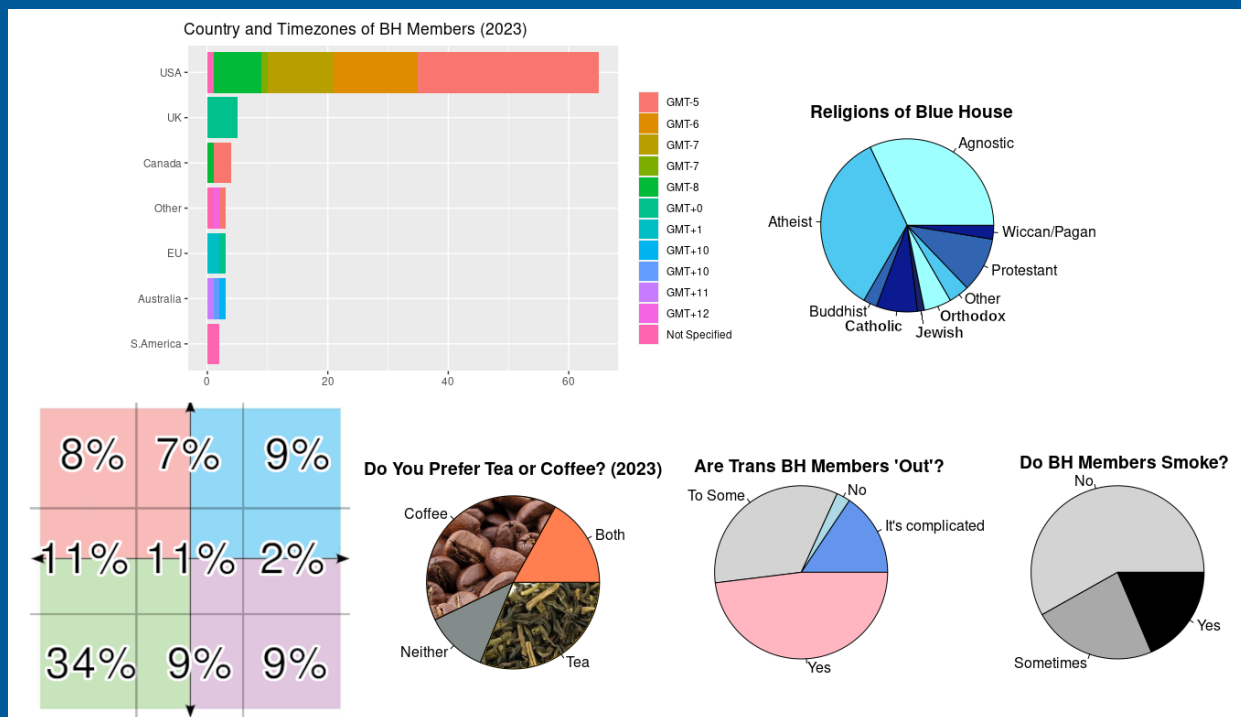 Country and Timezones of BH Members (2023)
USA
UK
Canada
Other
EU
Australia
S.America
0
20
40
60
GMT-5
GMT-6
GMT-7
GMT-7
GMT-8
GMT+0
GMT+1
GMT+10
GMT+10
GMT+11
GMT+12
Not Specified
Religions of Blue House
Agnostic
Atheist
Wiccan/Pagan
Protestant
Other
Orthodox
Buddhist
Catholic
Jewish
8% 7% 9%
11% 11% 2%
34% 9% 9%
Do You Prefer Tea or Coffee? (2023)
Coffee
Both
Neither
Tea
Are Trans BH Members 'Out'?
To Some
No
It's complicated
Yes
Do BH Members Smoke?
No
Yes
Sometimes